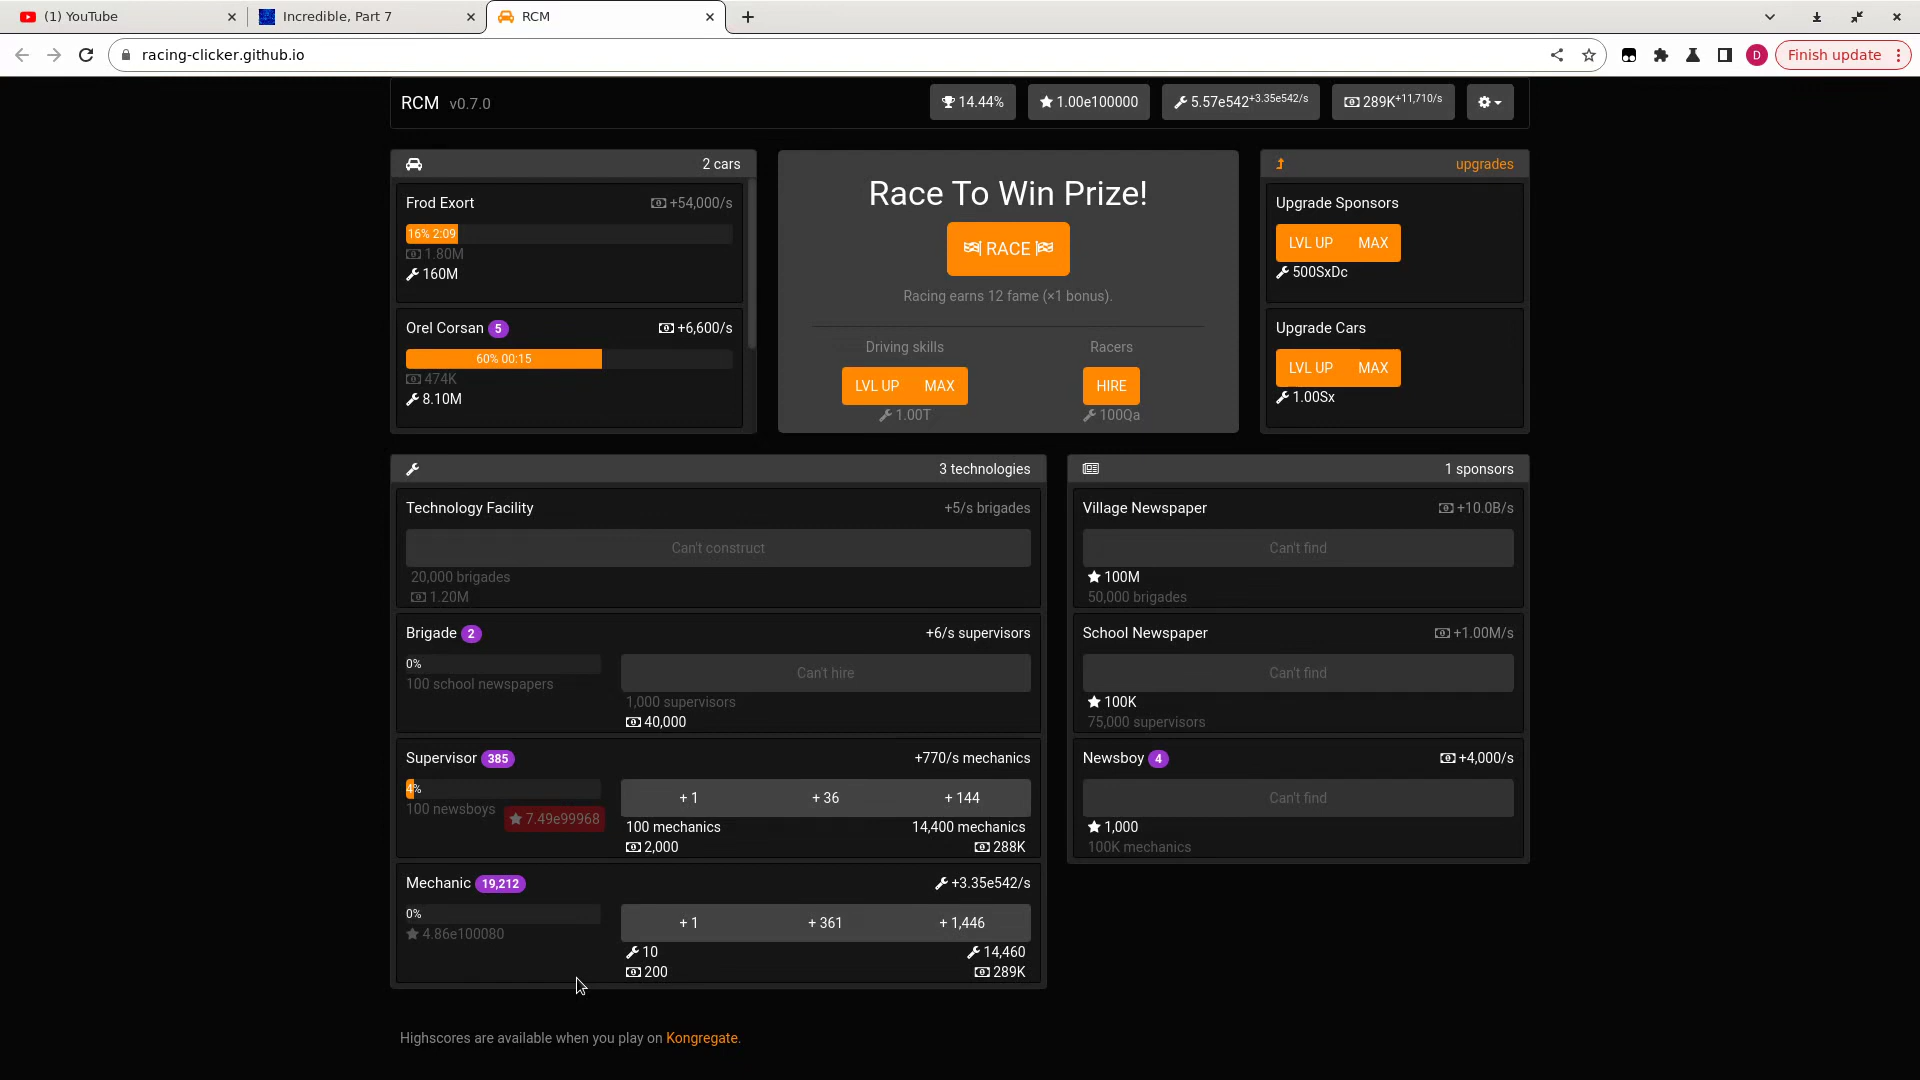 (1) YouTube
Incredible, Part 7
RCM
racing-clicker.github.io
D
Finish update
RCM v0.7.0
14.44%
1.00e100000
5.57e542+3.35e542/s
289K+11,710/s
2 cars
Frod Exort
+54,000/s
16% 2:09
1.80M
160M
Orel Corsan 5
+6,600/s
60% 00:15
474K
8.10M
Race To Win Prize!
RACE
Racing earns 12 fame (×1 bonus).
Driving skills
Racers
LVL UP MAX
HIRE
1.00T
100Qa
upgrades
Upgrade Sponsors
LVL UP MAX
500SxDc
Upgrade Cars
LVL UP MAX
1.00Sx
3 technologies
Technology Facility
+5/s brigades
Can't construct
20,000 brigades
1.20M
Brigade 2
+6/s supervisors
0%
100 school newspapers
Can't hire
1,000 supervisors
40,000
Supervisor 385
+770/s mechanics
4%
100 newsboys
7.49e99968
+ 1 + 36 + 144
100 mechanics 14,400 mechanics
2,000 288K
Mechanic 19,212
+3.35e542/s
0%
4.86e100080
+ 1 + 361 + 1,446
10 14,460
200 289K
1 sponsors
Village Newspaper
+10.0B/s
Can't find
100M
50,000 brigades
School Newspaper
+1.00M/s
Can't find
100K
75,000 supervisors
Newsboy 4
+4,000/s
Can't find
1,000
100K mechanics
Highscores are available when you play on Kongregate.